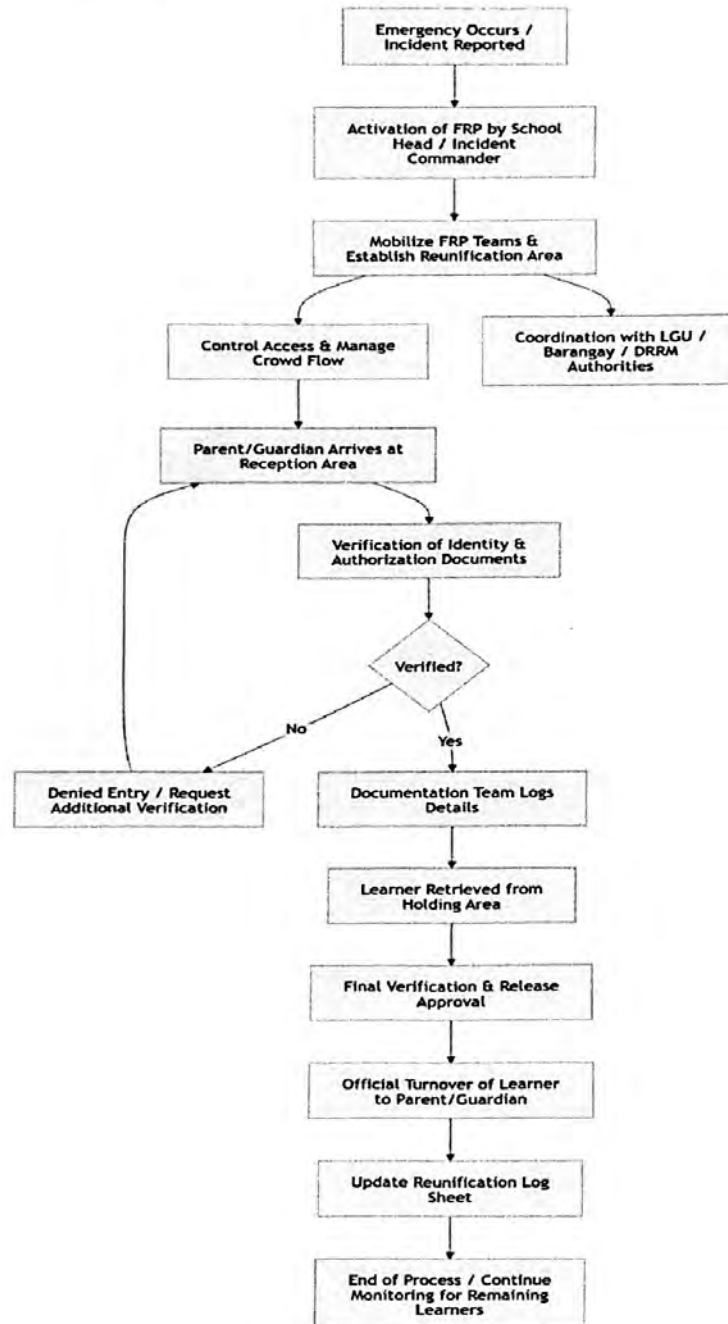 Emergency Occurs /
Incident Reported
Activation of FRP by School
Head / Incident
Commander
Mobilize FRP Teams &
Establish Reunification Area
Control Access & Manage
Crowd Flow
Coordination with LGU /
Barangay / DRRM
Authorities
Parent/Guardian Arrives at
Reception Area
Verification of Identity &
Authorization Documents
Verified?
No
Yes
Denied Entry / Request
Additional Verification
Documentation Team Logs
Details
Learner Retrieved from
Holding Area
Final Verification & Release
Approval
Official Turnover of Learner
to Parent/Guardian
Update Reunification Log
Sheet
End of Process / Continue
Monitoring for Remaining
Learners